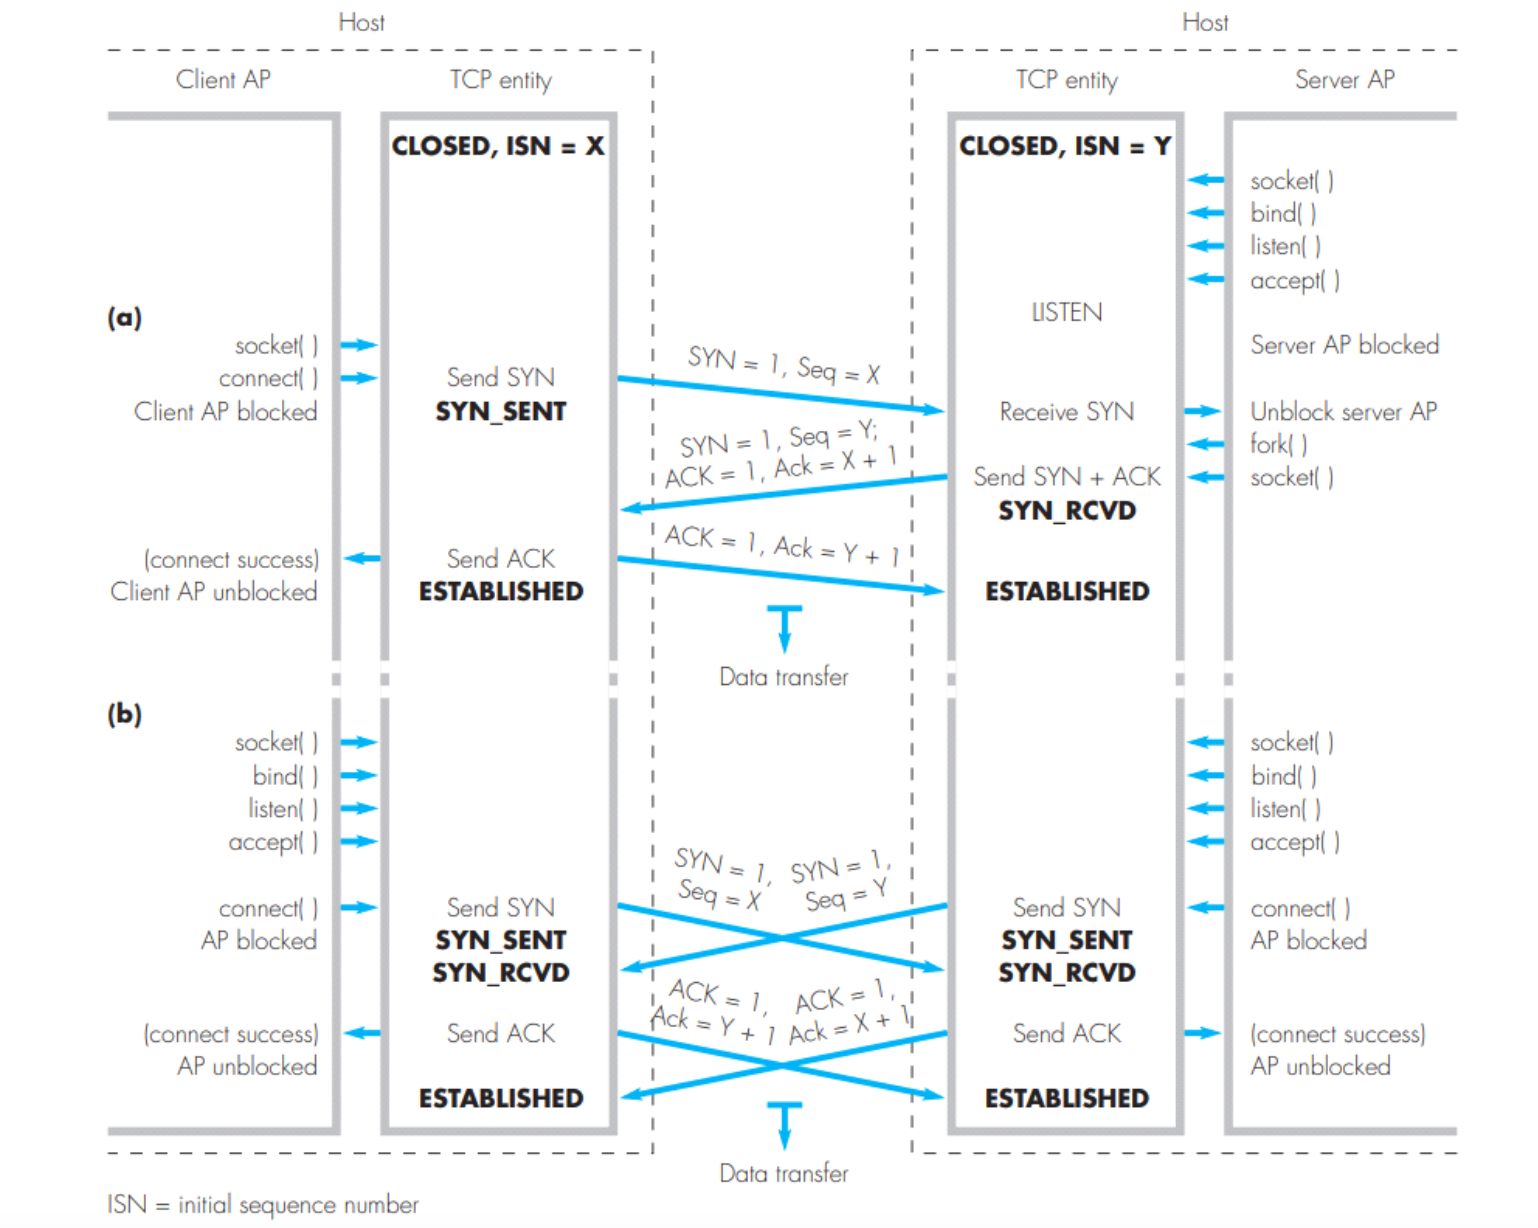 Host
Host
Client AP
TCP entity
TCP entity
Server AP
CLOSED, ISN = X
CLOSED, ISN = Y
socket( )
bind( )
listen( )
accept( )
LISTEN
(a)
socket( )
Server AP blocked
connect( )
Send SYN
SYN = 1, Seq = X
Client AP blocked
SYN_SENT
Receive SYN
Unblock server AP
fork( )
SYN = 1, Seq = Y;
ACK = 1, Ack = X + 1
Send SYN + ACK
socket( )
SYN_RCVD
ACK = 1, Ack = Y + 1
(connect success)
Send ACK
Client AP unblocked
ESTABLISHED
ESTABLISHED
Data transfer
(b)
socket( )
bind( )
listen( )
accept( )
socket( )
bind( )
listen( )
accept( )
SYN = 1,
Seq = X
SYN = 1,
Seq = Y
connect( )
AP blocked
Send SYN
SYN_SENT
SYN_RCVD
Send SYN
SYN_SENT
SYN_RCVD
connect( )
AP blocked
ACK = 1,
Ack = Y + 1
ACK = 1,
Ack = X + 1
(connect success)
AP unblocked
Send ACK
Send ACK
(connect success)
AP unblocked
ESTABLISHED
ESTABLISHED
Data transfer
ISN = initial sequence number